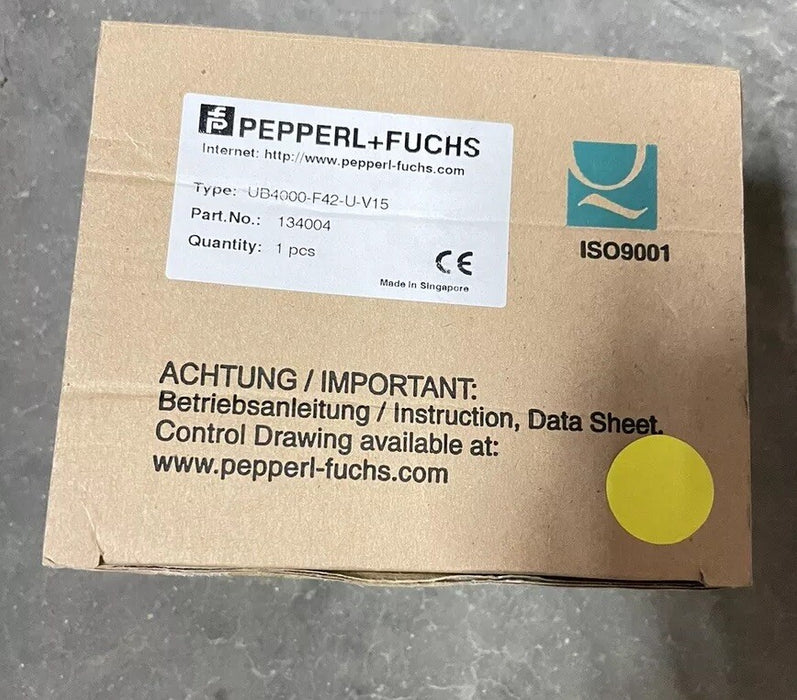 PEPPERL+FUCHS
Internet: http://www.pepperl-fuchs.com
Type: UB4000-F42-U-V15
Part.No.: 134004
Quantity: 1 pcs
CE
Made in Singapore
ISO9001
ACHTUNG / IMPORTANT:
Betriebsanleitung / Instruction, Data Sheet.
Control Drawing available at:
www.pepperl-fuchs.com